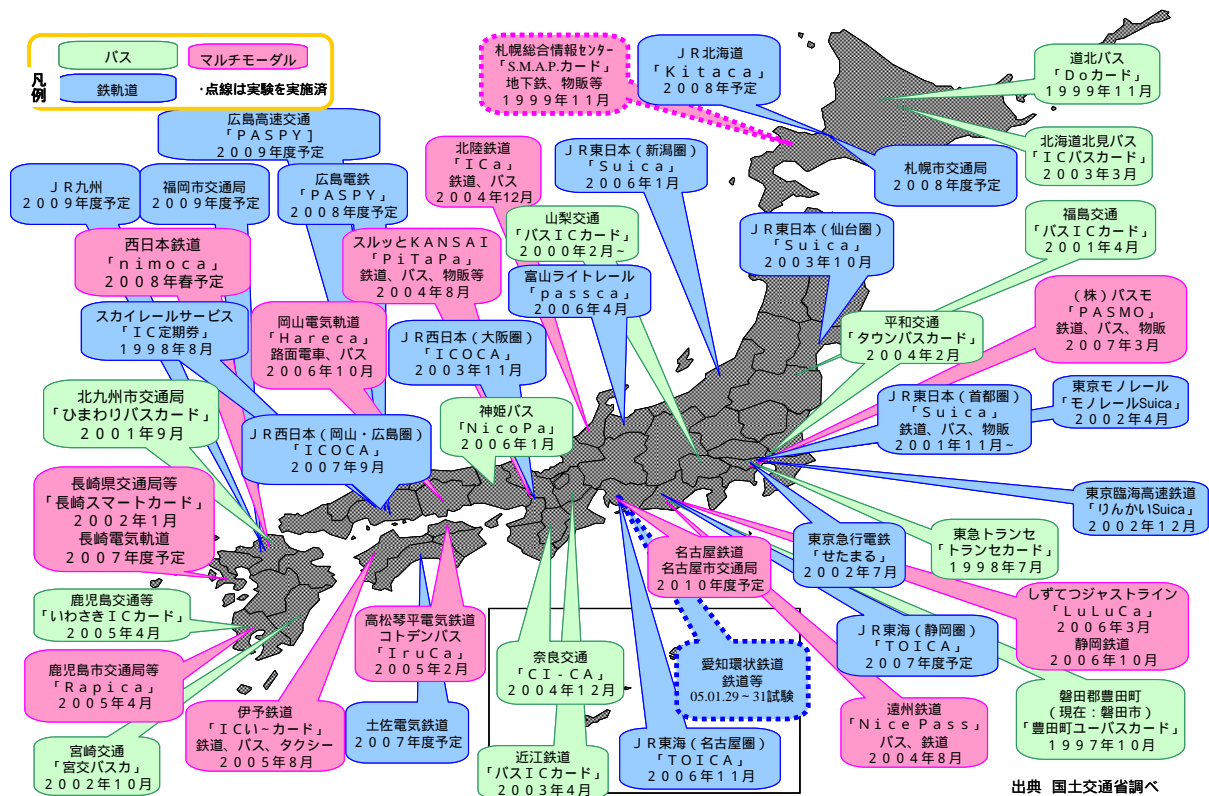 凡例
バス
マルチモーダル
鉄軌道
・点線は実験を実施済
札幌総合情報センター
「S.M.A.P.カード」
地下鉄、物販等
１９９９年１１月
ＪＲ北海道
「Ｋｉｔａｃａ」
２００８年予定
道北バス
「Ｄｏカード」
１９９９年１１月
北海道北見バス
「ＩＣバスカード」
２００３年３月
札幌市交通局
２００８年度予定
広島高速交通
「ＰＡＳＰＹ］
２００９年度予定
ＪＲ九州
２００９年度予定
福岡市交通局
２００９年度予定
広島電鉄
「ＰＡＳＰＹ」
２００８年度予定
北陸鉄道
「ＩＣａ」
鉄道、バス
２００４年12月
ＪＲ東日本（新潟圏）
「Ｓｕｉｃａ」
２００６年１月
山梨交通
「バスＩＣカード」
２０００年２月～
ＪＲ東日本（仙台圏）
「Ｓｕｉｃａ」
２００３年１０月
福島交通
「バスＩＣカード」
２００１年４月
西日本鉄道
「ｎｉｍｏｃａ」
２００８年春予定
スルッとＫＡＮＳＡＩ
「ＰｉＴａＰａ」
鉄道、バス、物販等
２００４年８月
富山ライトレール
「ｐａｓｓｃａ」
２００６年４月
（株）パスモ
「ＰＡＳＭＯ」
鉄道、バス、物販
２００７年３月
スカイレールサービス
「ＩＣ定期券」
１９９８年８月
岡山電気軌道
「Ｈａｒｅｃａ」
路面電車、バス
２００６年１０月
ＪＲ西日本（大阪圏）
「ＩＣＯＣＡ」
２００３年１１月
平和交通
「タウンバスカード」
２００４年２月
北九州市交通局
「ひまわりバスカード」
２００１年９月
神姫バス
「ＮｉｃｏＰａ」
２００６年１月
ＪＲ東日本（首都圏）
「Ｓｕｉｃａ」
鉄道、バス、物販
２００１年１１月～
東京モノレール
「モノレールSuica」
２００２年４月
ＪＲ西日本（岡山・広島圏）
「ＩＣＯＣＡ」
２００７年９月
長崎県交通局等
「長崎スマートカード」
２００２年１月
長崎電気軌道
２００７年度予定
東京臨海高速鉄道
「りんかいSuica」
２００２年１２月
東京急行電鉄
「せたまる」
２００２年７月
東急トランセ
「トランセカード」
１９９８年７月
名古屋鉄道
名古屋市交通局
２０１０年度予定
しずてつジャストライン
「ＬｕＬｕＣａ」
２００６年３月
静岡鉄道
２００６年１０月
鹿児島交通等
「いわさきＩＣカード」
２００５年４月
高松琴平電気鉄道
コトデンバス
「ＩｒｕＣａ」
２００５年２月
ＪＲ東海（静岡圏）
「ＴＯＩＣＡ」
２００７年度予定
奈良交通
「ＣＩ-ＣＡ」
２００４年１２月
愛知環状鉄道
鉄道等
05.01.29～31試験
鹿児島市交通局等
「Ｒａｐｉｃａ」
２００５年４月
伊予鉄道
「ＩＣい～カード」
鉄道、バス、タクシー
２００５年８月
土佐電気鉄道
２００７年度予定
遠州鉄道
「Ｎｉｃｅ Ｐａｓｓ」
バス、鉄道
２００４年８月
磐田郡豊田町
（現在：磐田市）
「豊田町ユーバスカード」
１９９７年１０月
宮崎交通
「宮交バスカ」
２００２年１０月
近江鉄道
「バスＩＣカード」
２００３年４月
ＪＲ東海（名古屋圏）
「ＴＯＩＣＡ」
２００６年１１月
出典 国土交通省調べ